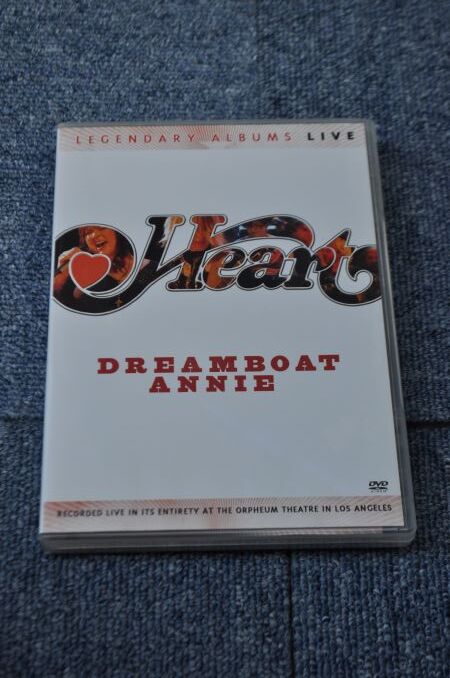 LEGENDARY ALBUMS LIVE
Heart
DREAMBOAT
ANNIE
DVD
VIDEO
RECORDED LIVE IN ITS ENTIRETY AT THE ORPHEUM THEATRE IN LOS ANGELES